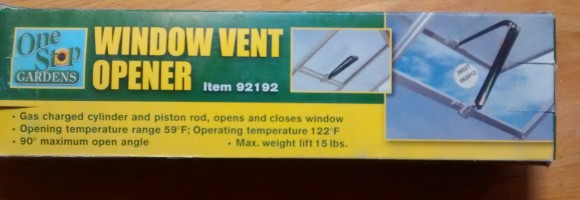 One
Stop
GARDENS
WINDOW VENT
OPENER Item 92192
• Gas charged cylinder and piston rod, opens and closes window
• Opening temperature range 59°F; Operating temperature 122°F
• 90° maximum open angle • Max. weight lift 15 lbs.